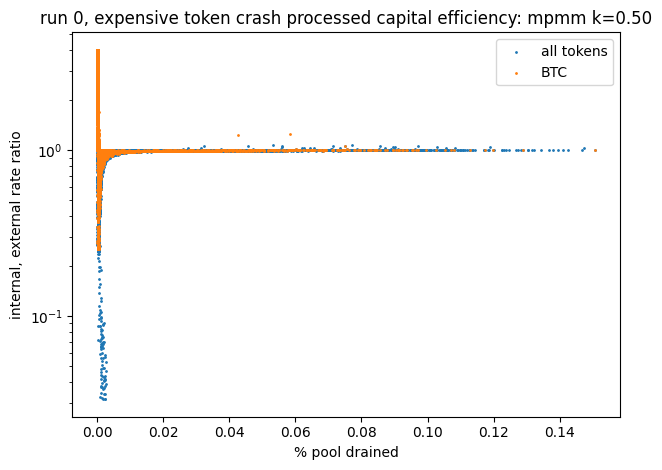 run 0, expensive token crash processed capital efficiency: mpmm k=0.50
all tokens
BTC
internal, external rate ratio
10^0
10^-1
0.00 0.02 0.04 0.06 0.08 0.10 0.12 0.14
% pool drained